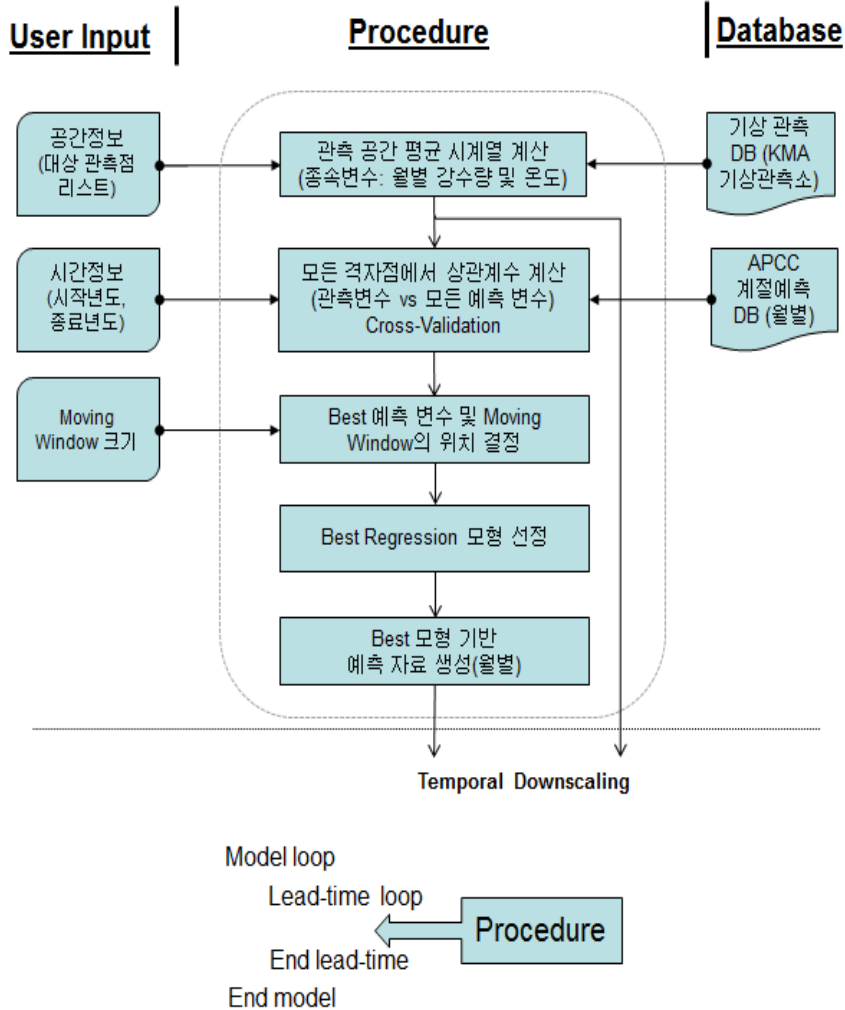 User Input
Procedure
Database
공간정보
(대상 관측점
리스트)
관측 공간 평균 시계열 계산
(종속변수: 월별 강수량 및 온도)
기상 관측
DB (KMA
기상관측소)
시간정보
(시작년도,
종료년도)
모든 격자점에서 상관계수 계산
(관측변수 vs 모든 예측 변수)
Cross-Validation
APCC
계절예측
DB (월별)
Moving
Window 크기
Best 예측 변수 및 Moving
Window의 위치 결정
Best Regression 모형 선정
Best 모형 기반
예측 자료 생성(월별)
Temporal Downscaling
Model loop
Lead-time loop
Procedure
End lead-time
End model